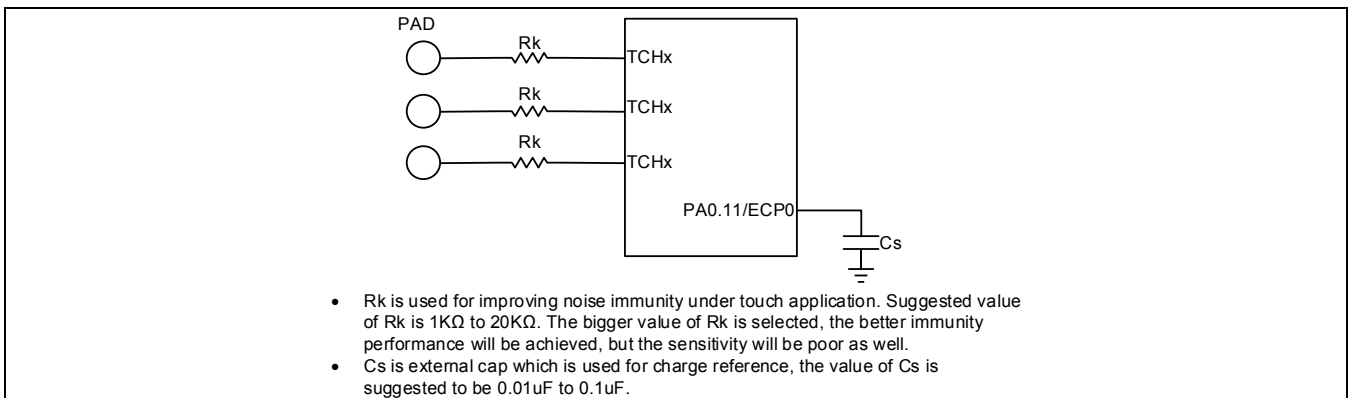 PAD
Rk
TCHx
Rk
TCHx
Rk
TCHx
PA0.11/ECP0
Cs
• Rk is used for improving noise immunity under touch application. Suggested value
of Rk is 1KΩ to 20KΩ. The bigger value of Rk is selected, the better immunity
performance will be achieved, but the sensitivity will be poor as well.
• Cs is external cap which is used for charge reference, the value of Cs is
suggested to be 0.01uF to 0.1uF.